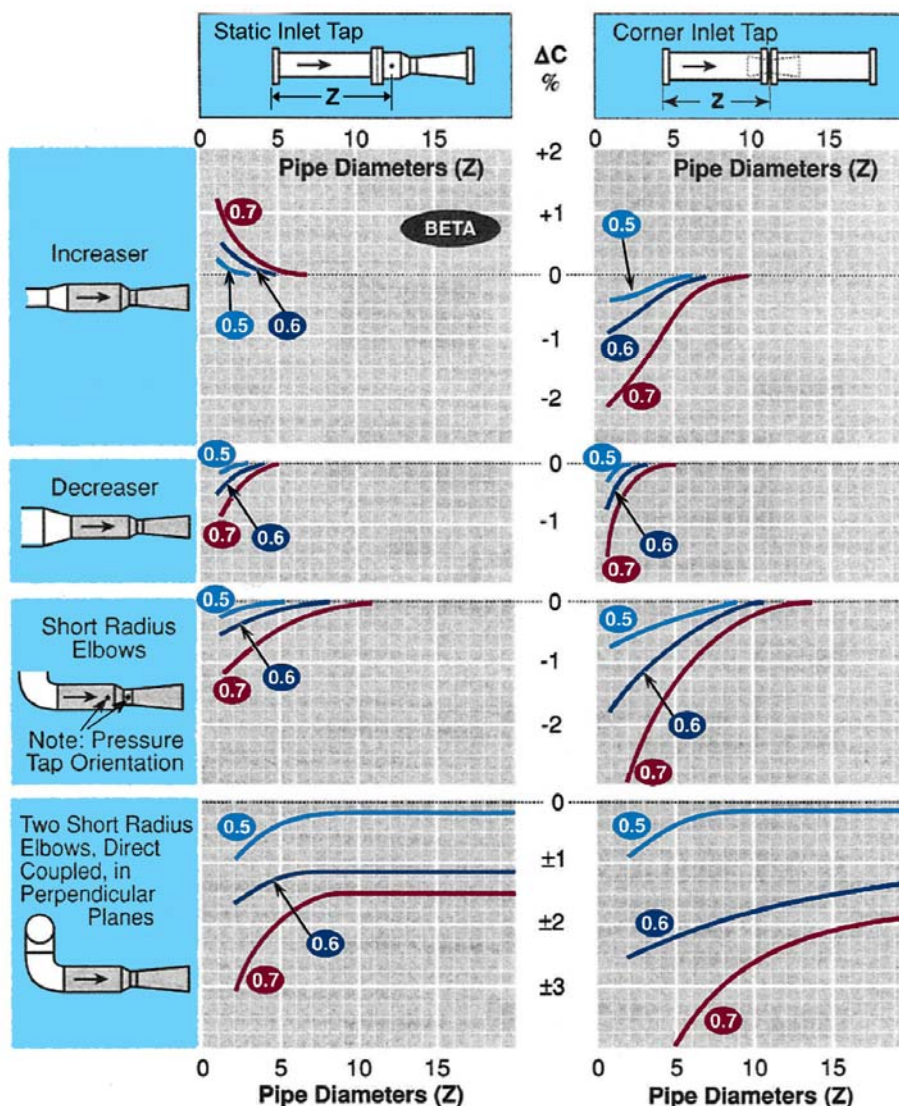 Static Inlet Tap
Z
ΔC
%
Corner Inlet Tap
Z
0 5 10 15
Pipe Diameters (Z)
0 5 10 15
Pipe Diameters (Z)
Increaser
0.7
BETA
0.5
0.6
+2
+1
0
-1
-2
0.5
0.6
0.7
Decreaser
0.5
0.7
0.6
0
-1
0.5
0.6
0.7
Short Radius
Elbows
Note: Pressure
Tap Orientation
0.5
0.6
0.7
0
-1
-2
0.5
0.6
0.7
Two Short Radius
Elbows, Direct
Coupled, in
Perpendicular
Planes
0.5
0.6
0.7
0
±1
±2
±3
0.5
0.6
0.7
0 5 10 15
Pipe Diameters (Z)
0 5 10 15
Pipe Diameters (Z)